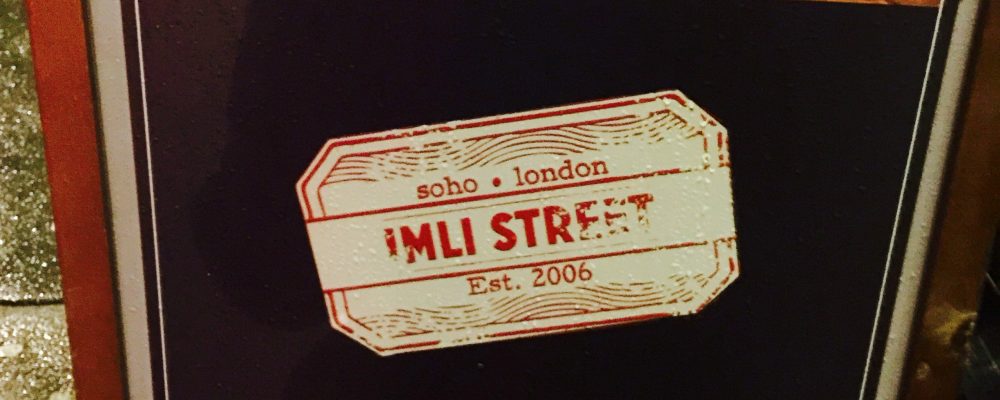 soho • london
IMLI STREET
Est. 2006